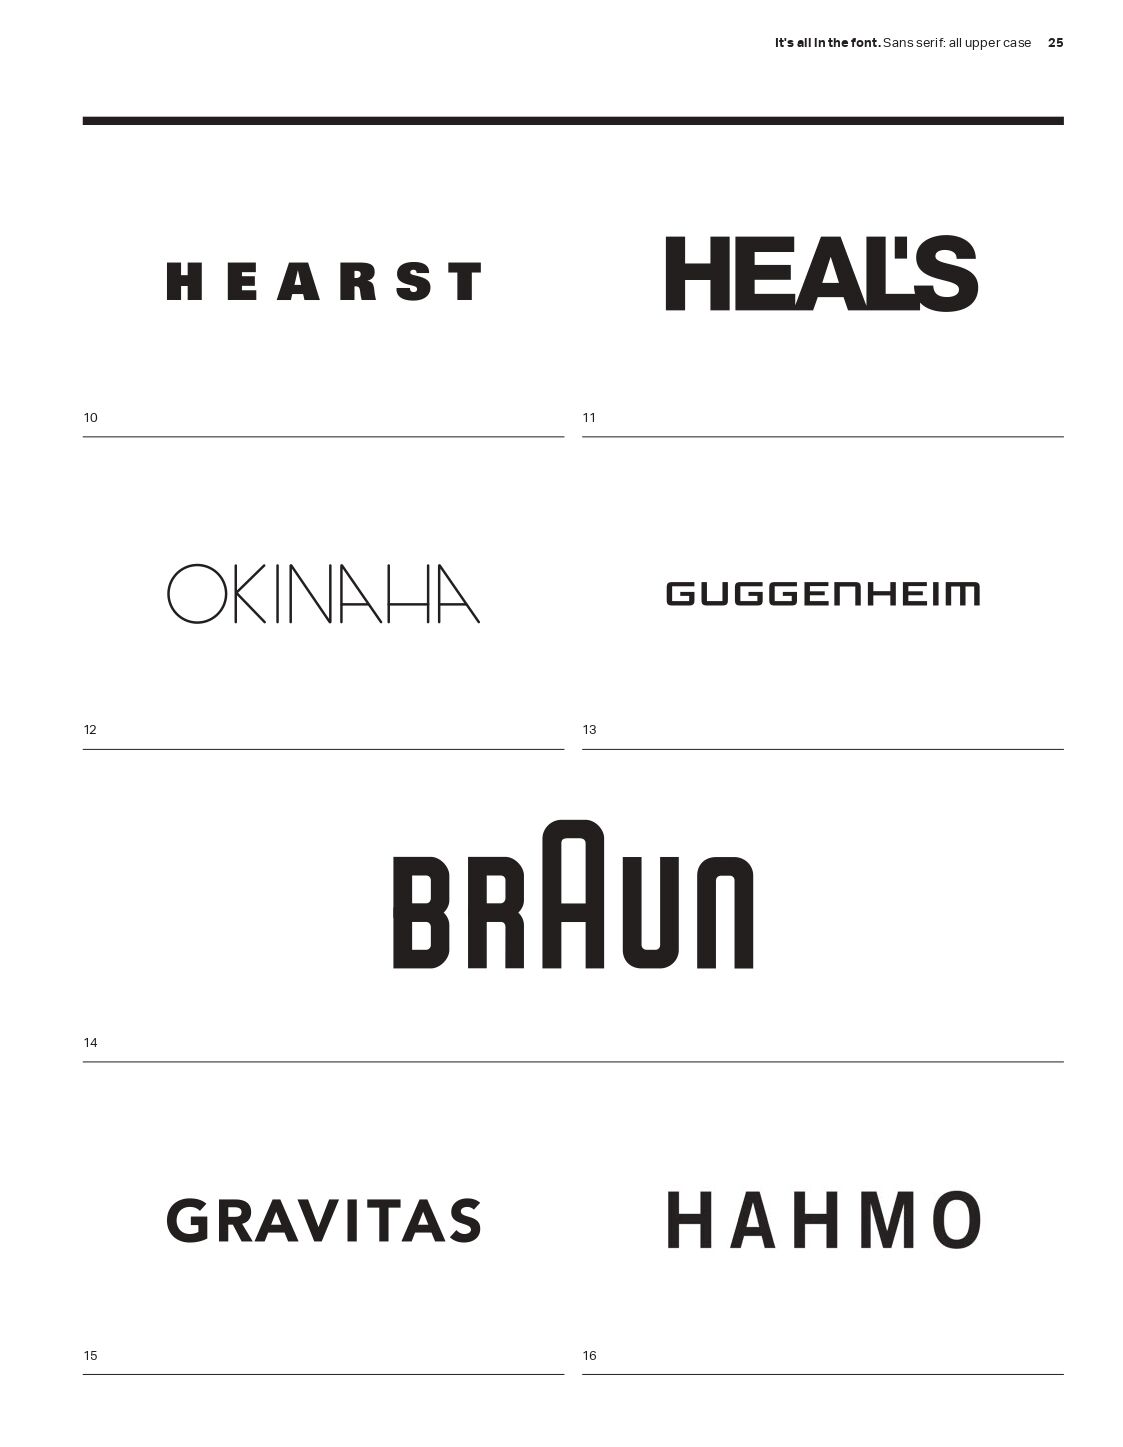 It's all in the font. Sans serif: all upper case 25
HEARST
HEAL'S
10
11
OKINAHA
GUGGENHEIM
12
13
BRAUN
14
GRAVITAS
HAHMO
15
16